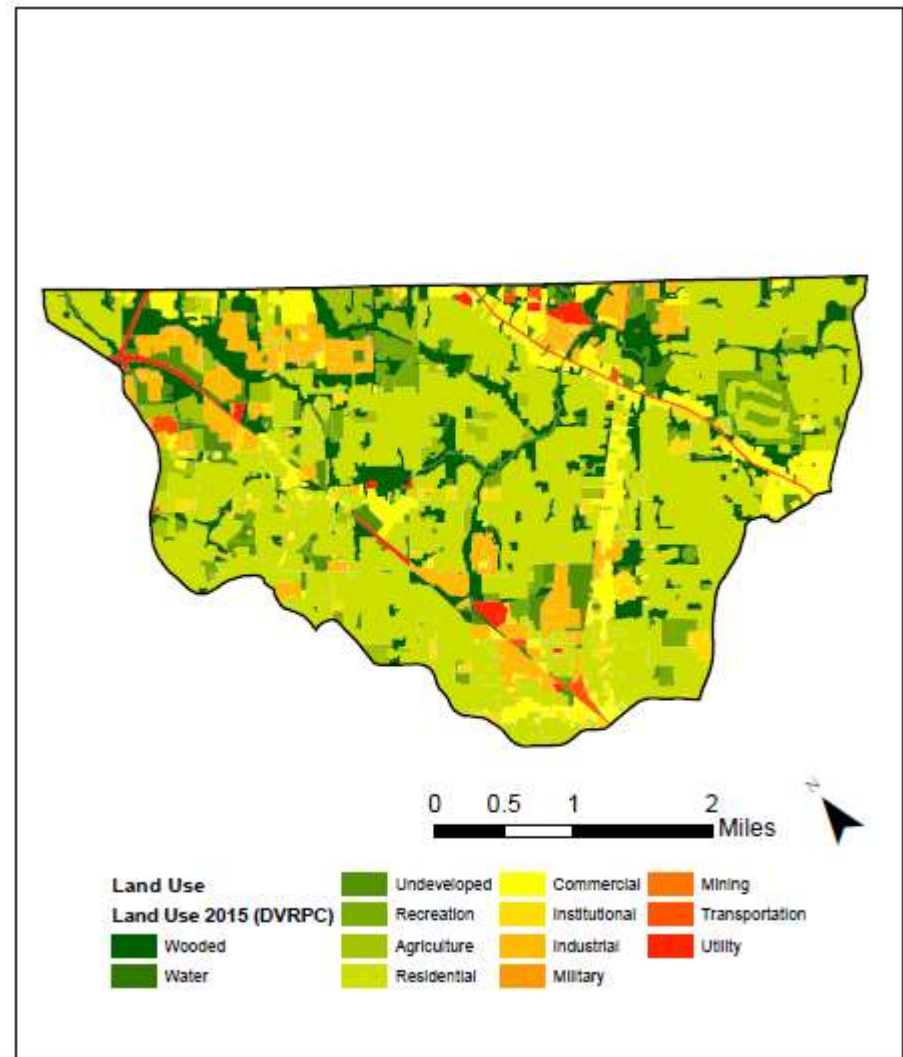 N
0 0.5 1 2
Miles
Land Use
Land Use 2015 (DVRPC)
Wooded
Water
Undeveloped
Recreation
Agriculture
Residential
Commercial
Institutional
Industrial
Military
Mining
Transportation
Utility